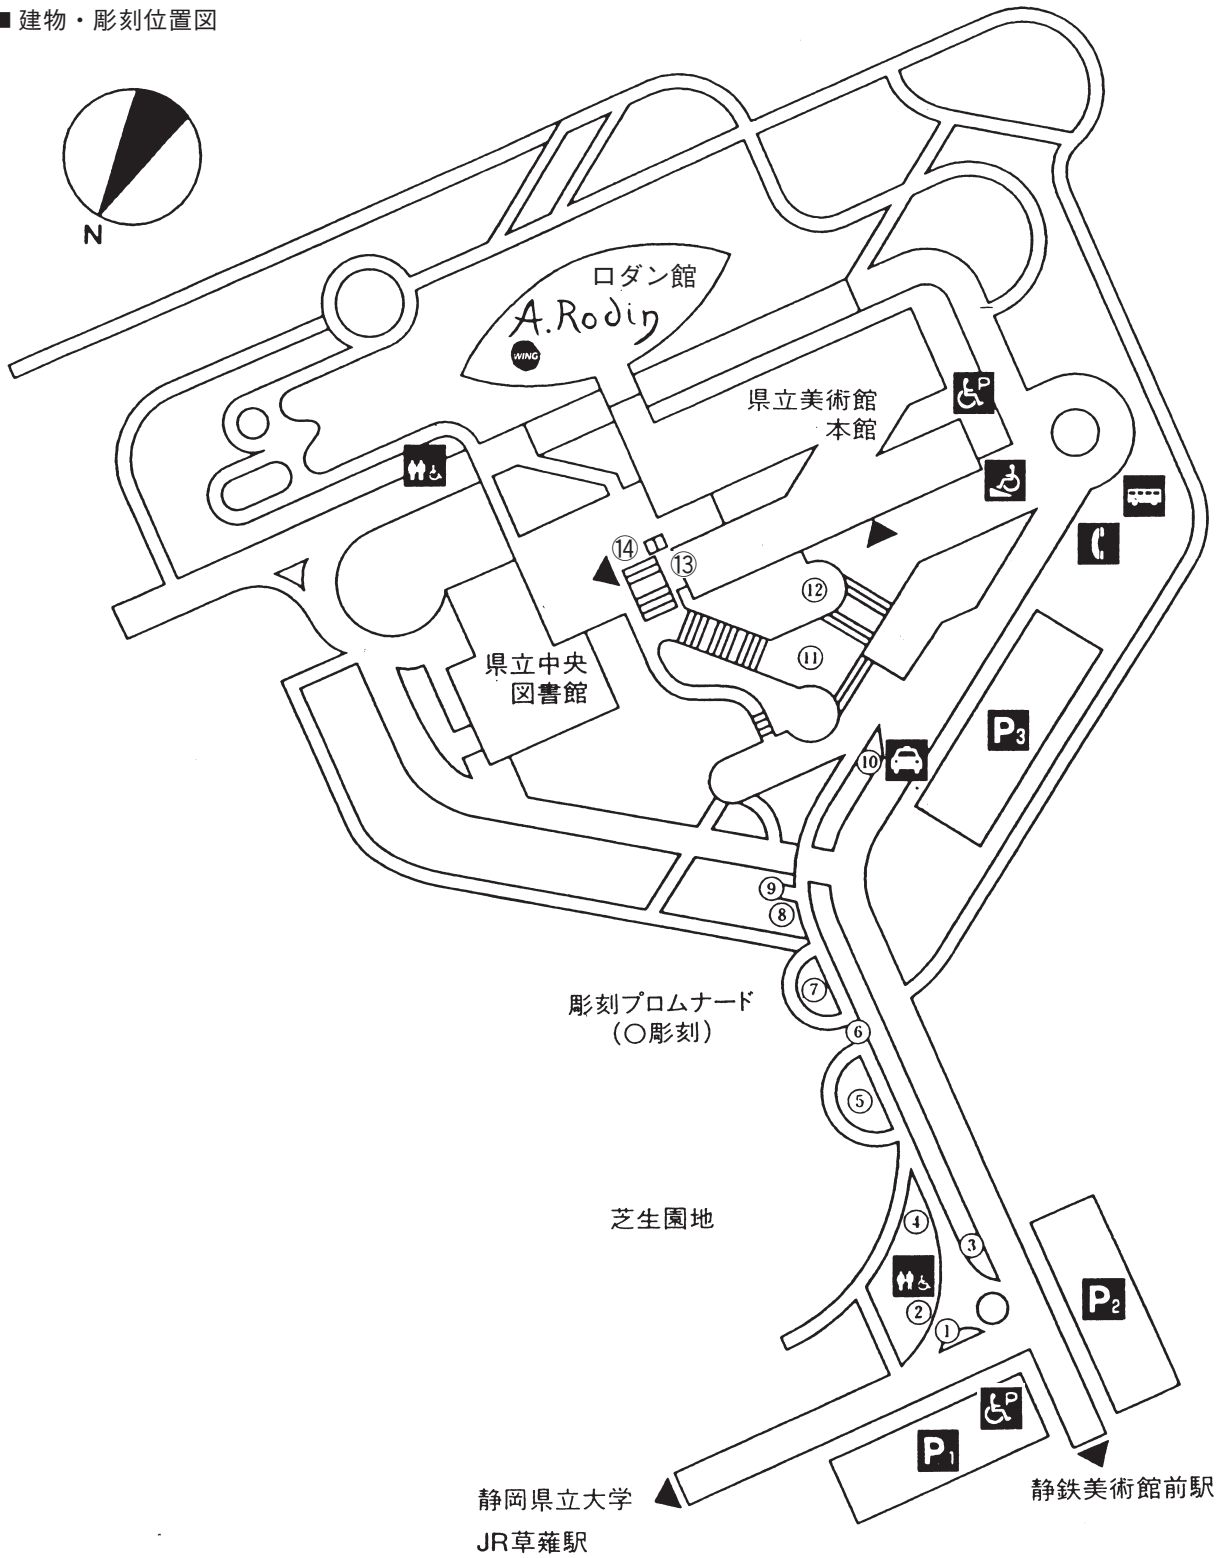 ■ 建物・彫刻位置図
N
ロダン館
A.Rodin
WING
県立美術館
本館
P
⑭
⑬
⑫
⑪
県立中央
図書館
P3
⑩
⑨
⑧
⑦
彫刻プロムナード
(○彫刻)
⑥
⑤
芝生園地
④
③
②
①
P2
P
P1
静鉄美術館前駅
静岡県立大学
JR草薙駅